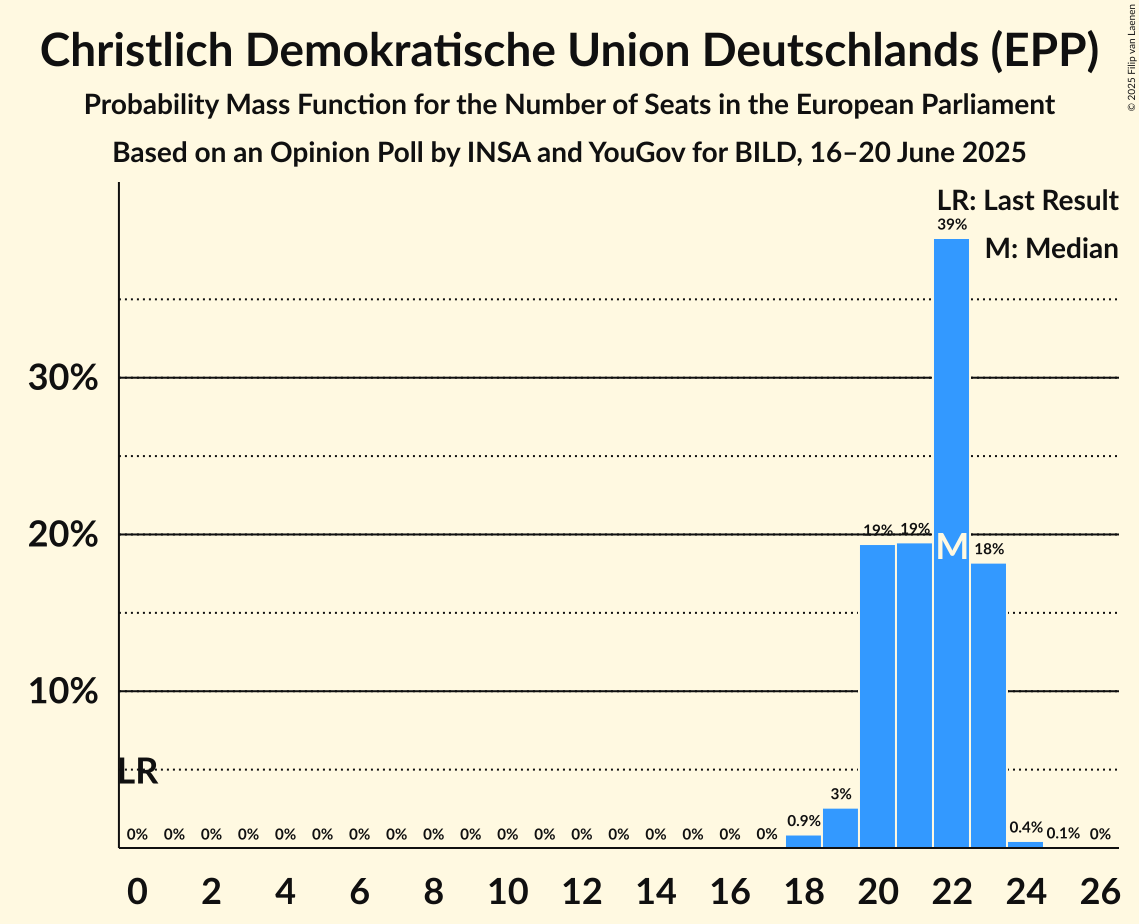 Christlich Demokratische Union Deutschlands (EPP)
Probability Mass Function for the Number of Seats in the European Parliament
Based on an Opinion Poll by INSA and YouGov for BILD, 16–20 June 2025
© 2025 Filip van Laenen
LR: Last Result
39%
M: Median
30%
20%
19% 19% M 18%
10%
LR
3%
0% 0% 0% 0% 0% 0% 0% 0% 0% 0% 0% 0% 0% 0% 0% 0% 0% 0% 0.9% 0.4% 0.1% 0%
0 2 4 6 8 10 12 14 16 18 20 22 24 26